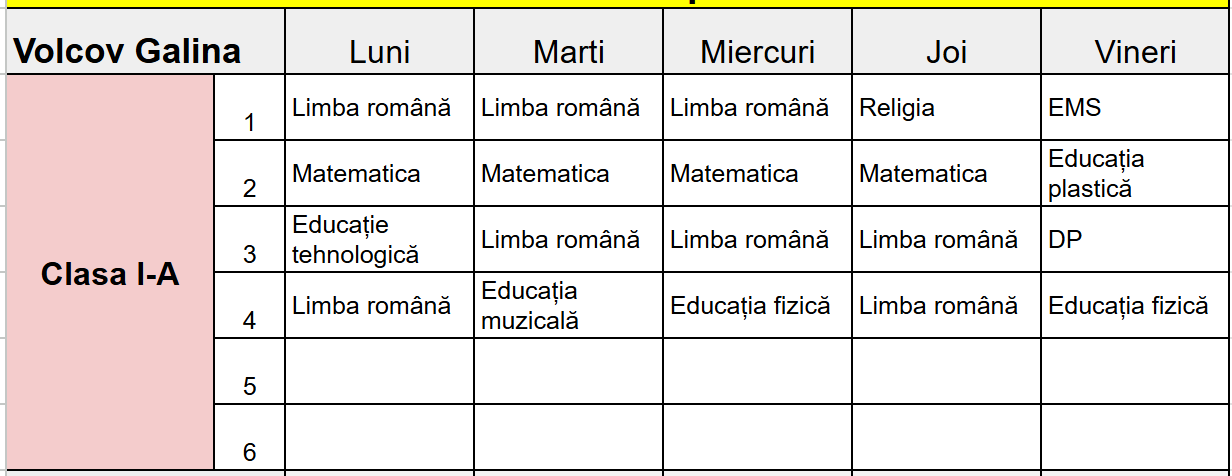 Volcov Galina Luni Marti Miercuri Joi Vineri
Clasa I-A
1 Limba română Limba română Limba română Religia EMS
2 Matematica Matematica Matematica Matematica Educația plastică
3 Educație tehnologică Limba română Limba română Limba română DP
4 Limba română Educația muzicală Educația fizică Limba română Educația fizică
5
6